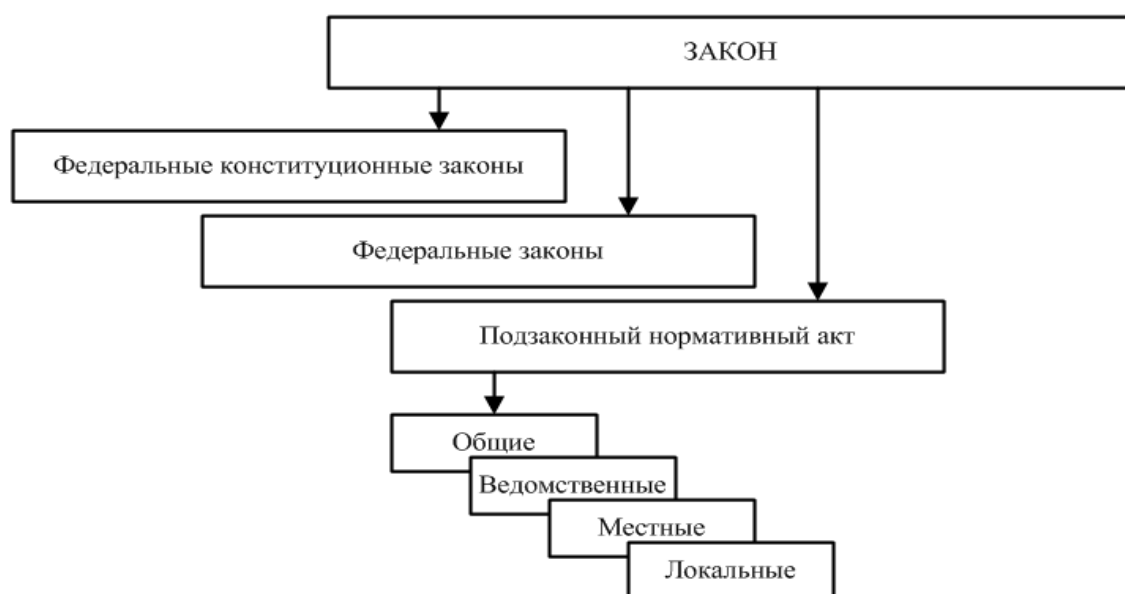 ЗАКОН
Федеральные конституционные законы
Федеральные законы
Подзаконный нормативный акт
Общие
Ведомственные
Местные
Локальные